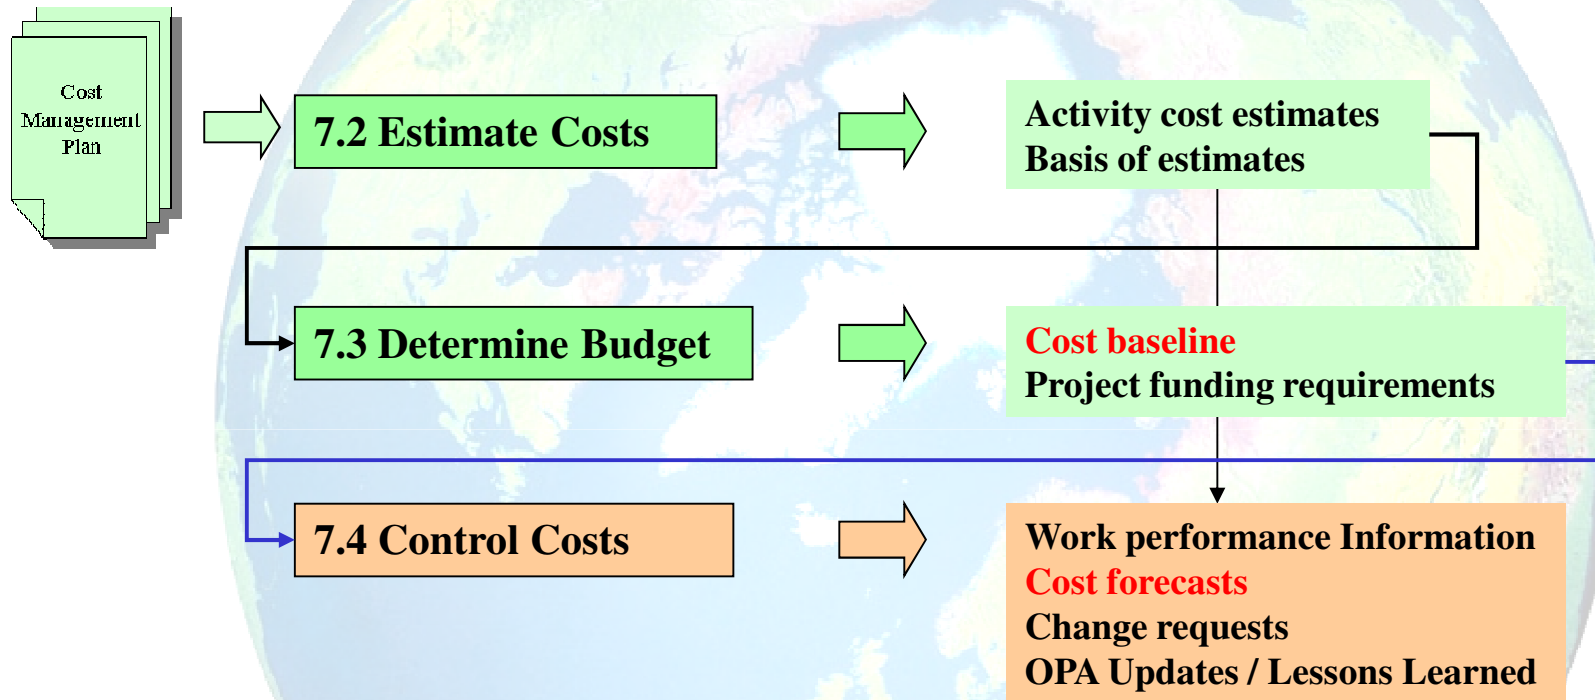 Cost
Management
Plan
7.2 Estimate Costs
Activity cost estimates
Basis of estimates
7.3 Determine Budget
Cost baseline
Project funding requirements
7.4 Control Costs
Work performance Information
Cost forecasts
Change requests
OPA Updates / Lessons Learned